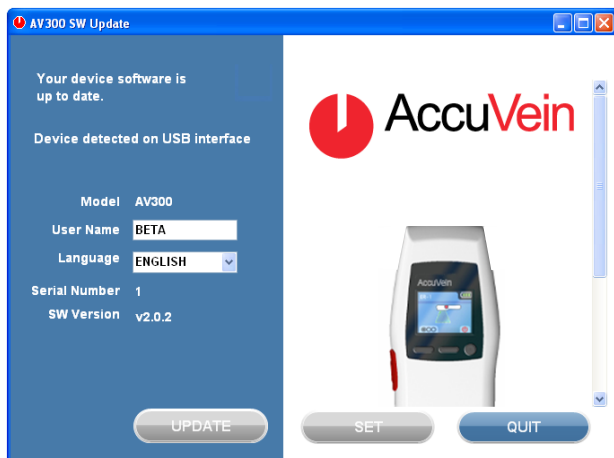 AV300 SW Update
Your device software is
up to date.
Device detected on USB interface
Model AV300
User Name BETA
Language ENGLISH
Serial Number 1
SW Version v2.0.2
UPDATE
AccuVein
AccuVein
SET
QUIT